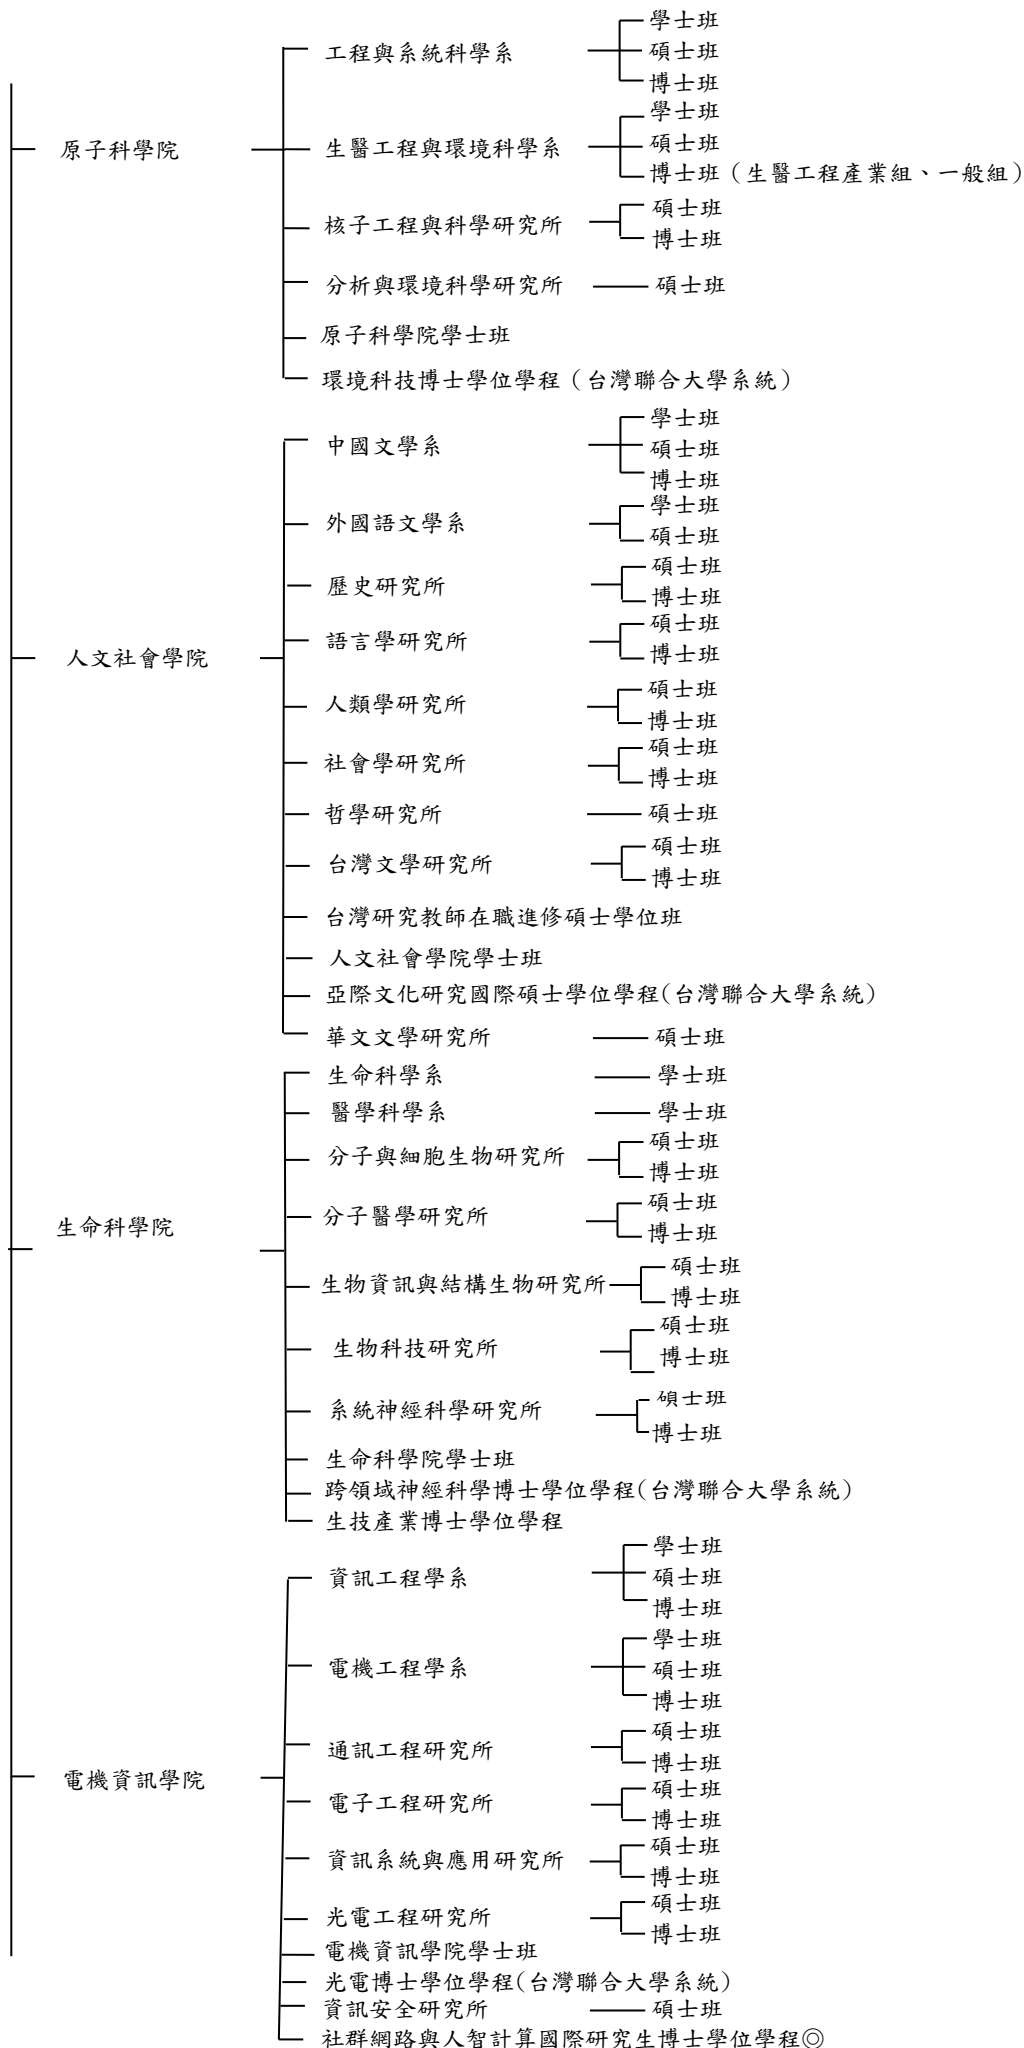 原子科學院
工程與系統科學系
學士班
碩士班
博士班
生醫工程與環境科學系
學士班
碩士班
博士班（生醫工程產業組、一般組）
核子工程與科學研究所
碩士班
博士班
分析與環境科學研究所
碩士班
原子科學院學士班
環境科技博士學位學程（台灣聯合大學系統）
人文社會學院
中國文學系
學士班
碩士班
博士班
外國語文學系
學士班
碩士班
歷史研究所
碩士班
博士班
語言學研究所
碩士班
博士班
人類學研究所
碩士班
博士班
社會學研究所
碩士班
博士班
哲學研究所
碩士班
台灣文學研究所
碩士班
博士班
台灣研究教師在職進修碩士學位班
人文社會學院學士班
亞際文化研究國際碩士學位學程(台灣聯合大學系統)
華文文學研究所
碩士班
生命科學院
生命科學系
學士班
醫學科學系
學士班
分子與細胞生物研究所
碩士班
博士班
分子醫學研究所
碩士班
博士班
生物資訊與結構生物研究所
碩士班
博士班
生物科技研究所
碩士班
博士班
系統神經科學研究所
碩士班
博士班
生命科學院學士班
跨領域神經科學博士學位學程(台灣聯合大學系統)
生技產業博士學位學程
電機資訊學院
資訊工程學系
學士班
碩士班
博士班
電機工程學系
學士班
碩士班
博士班
通訊工程研究所
碩士班
博士班
電子工程研究所
碩士班
博士班
資訊系統與應用研究所
碩士班
博士班
光電工程研究所
碩士班
博士班
電機資訊學院學士班
光電博士學位學程(台灣聯合大學系統)
資訊安全研究所
碩士班
社群網路與人智計算國際研究生博士學位學程◎